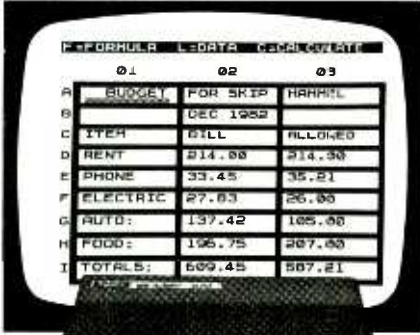 F=FORMULA L=DATA C=CALCULATE
01 02 03
A BUDGET FOR SKIP
B DEC 1982
C ITEM BILL ALLOWED
D RENT 214.00 214.00
E PHONE 33.45 35.21
F ELECTRIC 27.83 26.00
G AUTO: 137.42 105.00
H FOOD: 196.75 207.00
I TOTALS: 609.45 587.21